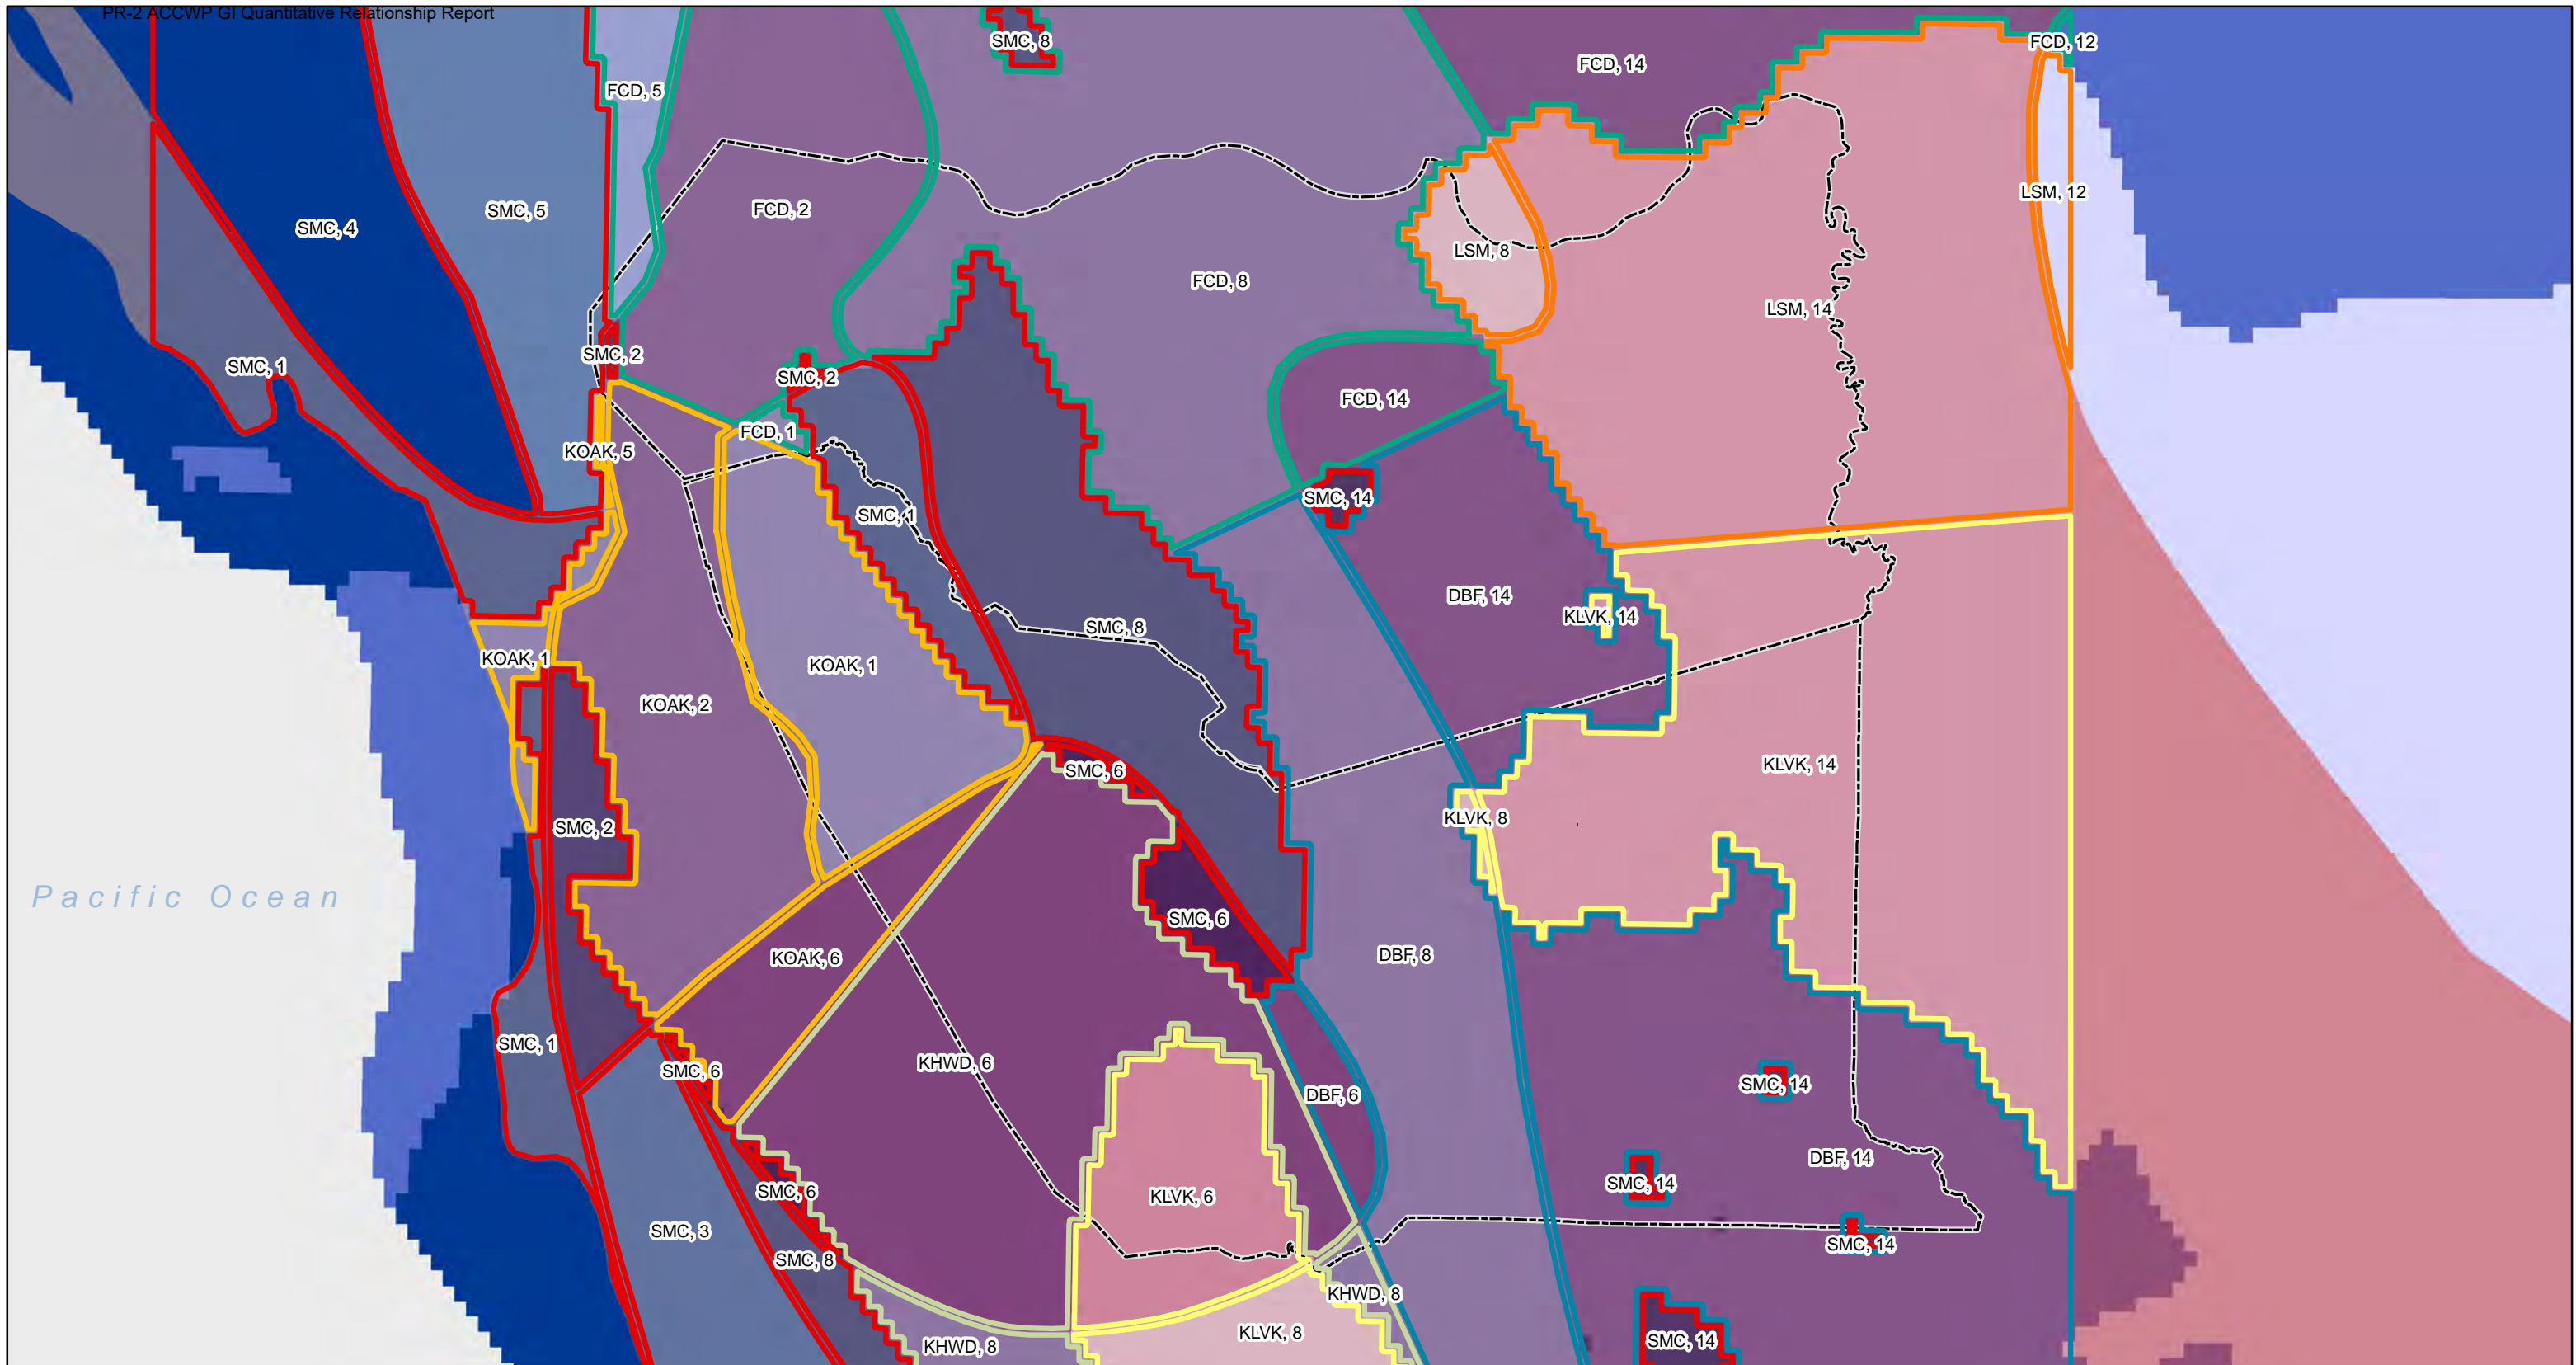 PR-2 ACCWP GI Quantitative Relationship Report
SMC, 8
FCD, 12
FCD, 14
FCD, 5
LSM, 12
FCD, 2
SMC, 5
SMC, 4
LSM, 8
FCD, 8
LSM, 14
SMC, 2
SMC, 1
SMC, 2
FCD, 14
FCD, 1
KOAK, 5
SMC, 14
SMC, 1
DBF, 14
KLVK, 14
SMC, 8
KOAK, 1
KOAK, 1
KOAK, 2
KLVK, 14
SMC, 6
KLVK, 8
SMC, 2
Pacific Ocean
SMC, 6
DBF, 8
KOAK, 6
SMC, 1
KHWD, 6
SMC, 6
SMC, 14
DBF, 6
DBF, 14
SMC, 14
SMC, 6
KLVK, 6
SMC, 3
SMC, 14
SMC, 8
KHWD, 8
KLVK, 8
SMC, 14
KHWD, 8